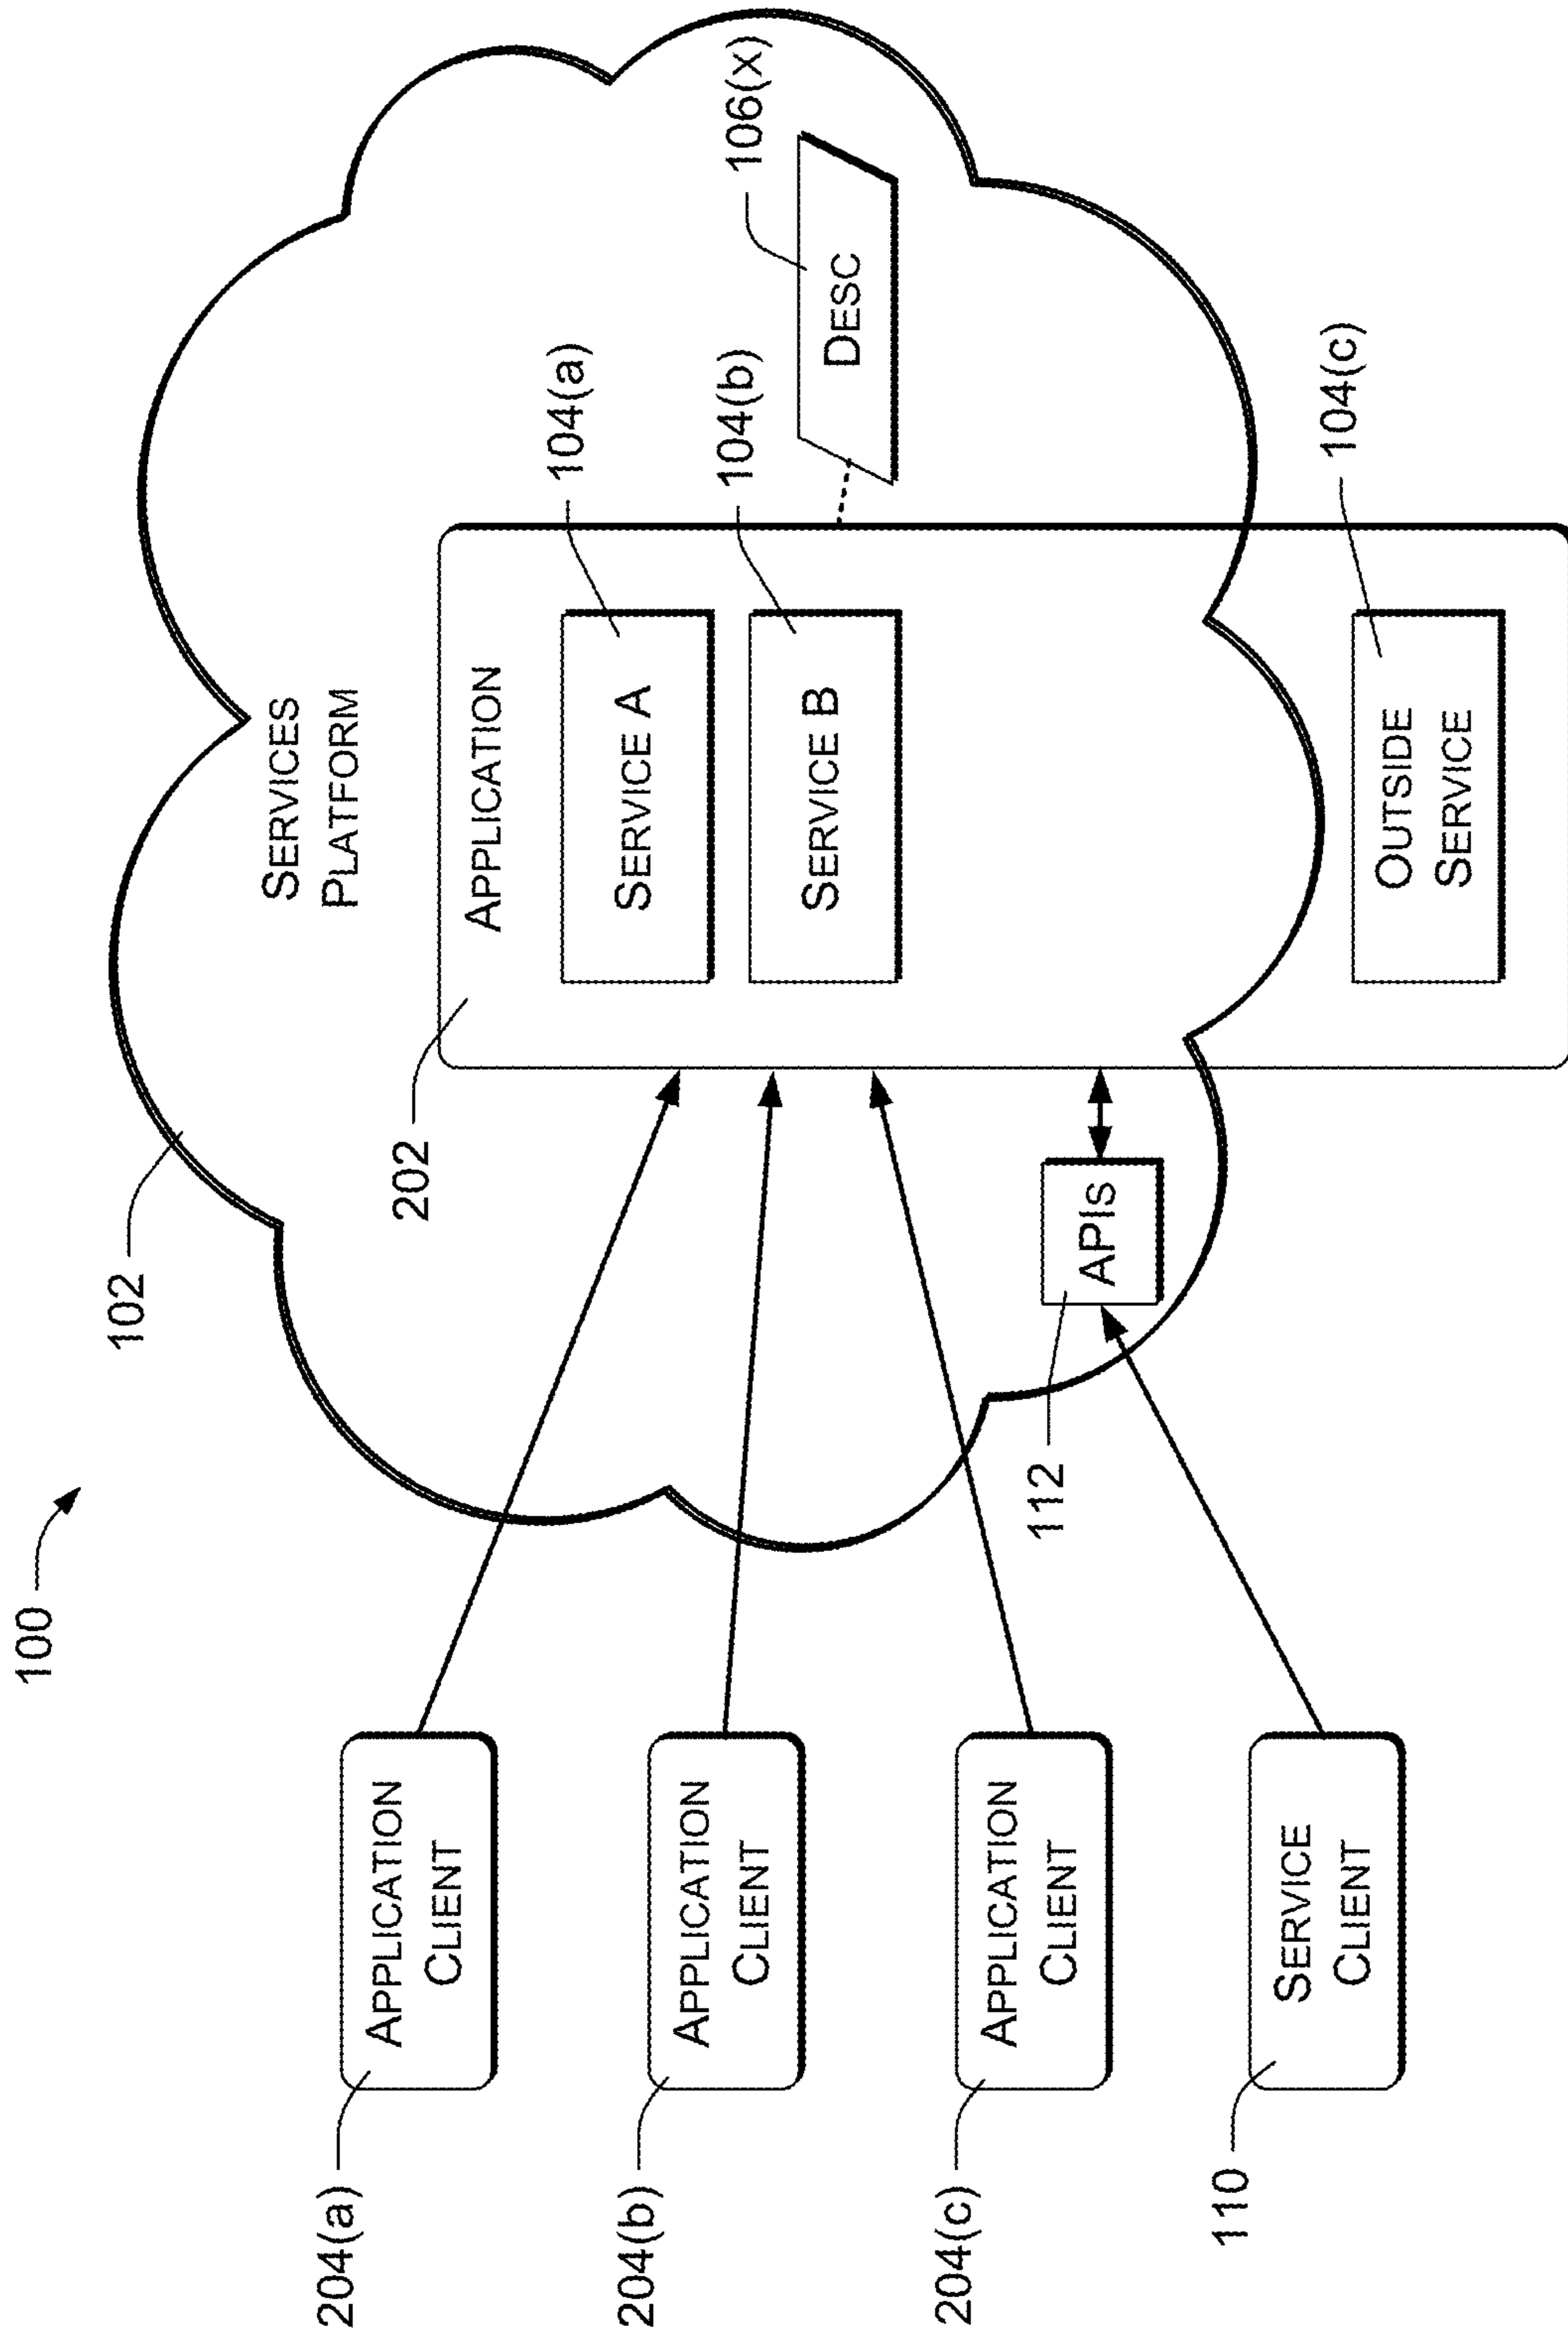 100
102
SERVICES
PLATFORM
202
APPLICATION
204(a)
APPLICATION
CLIENT
SERVICE A
104(a)
204(b)
APPLICATION
CLIENT
SERVICE B
104(b)
DESC
106(x)
204(c)
APPLICATION
CLIENT
112
APIS
110
SERVICE
CLIENT
OUTSIDE
SERVICE
104(c)